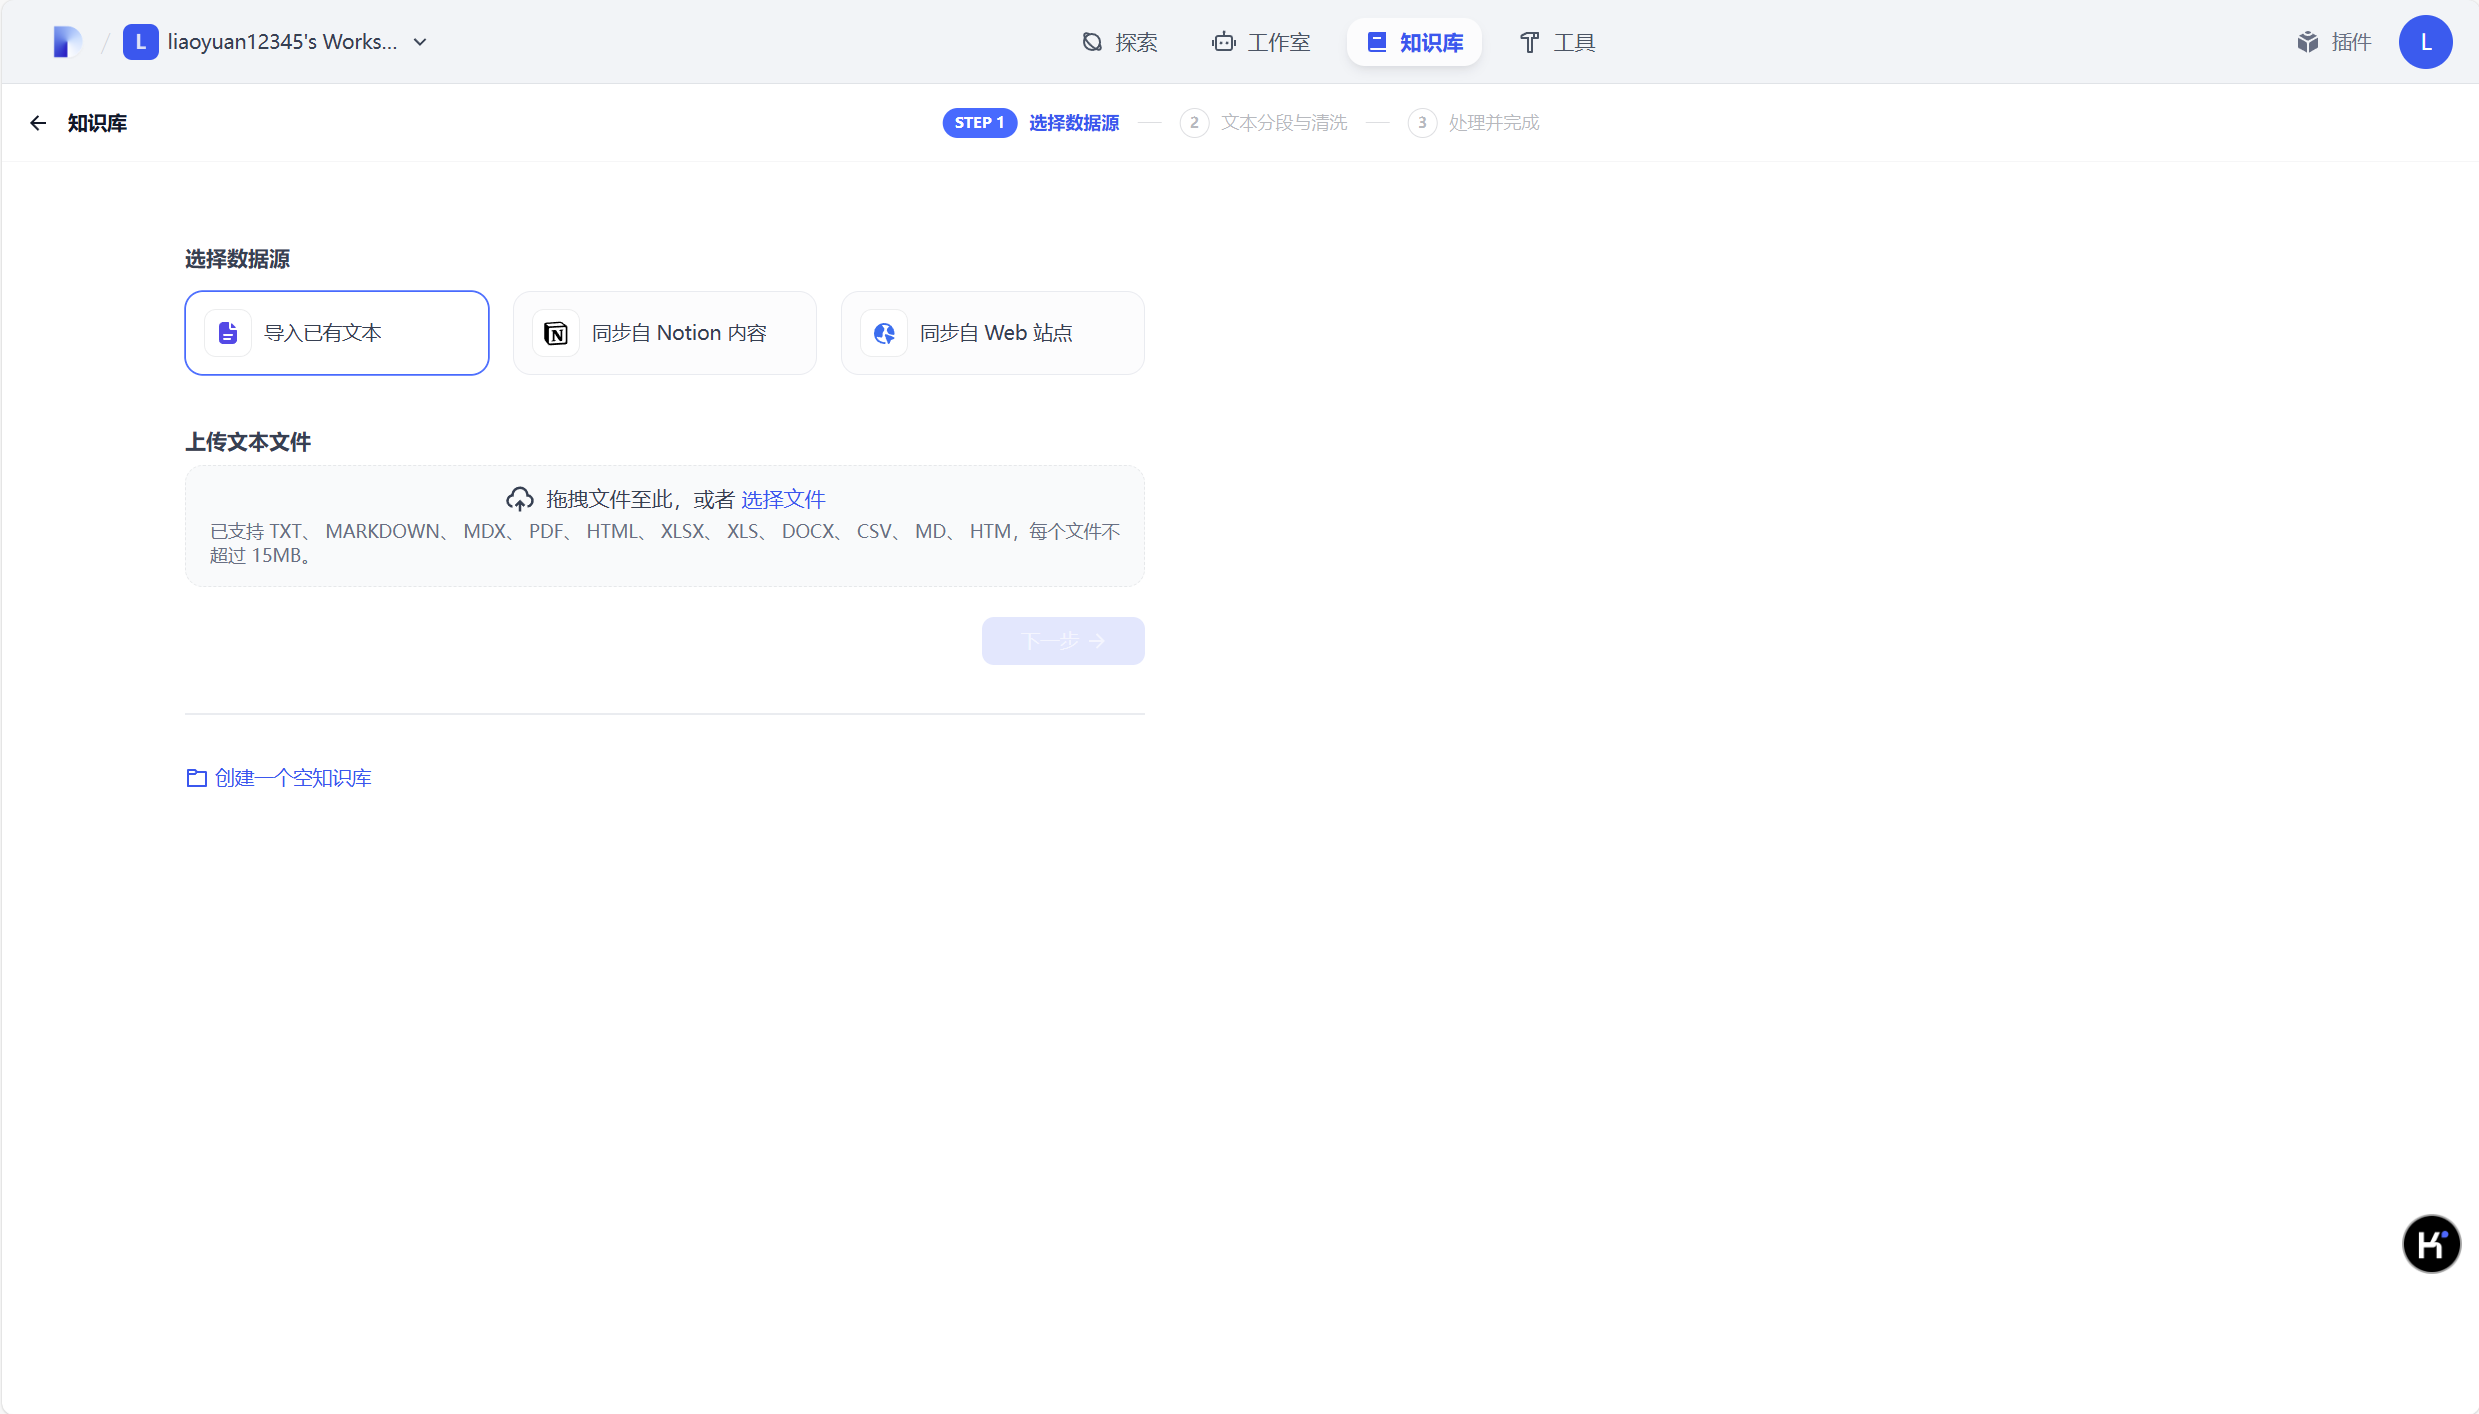 L liaoyuan12345's Works...
探索
工作室
知识库
工具
插件
L
知识库
STEP 1 选择数据源
2 文本分段与清洗
3 处理并完成
选择数据源
导入已有文本
同步自 Notion 内容
同步自 Web 站点
上传文本文件
拖拽文件至此，或者 选择文件
已支持 TXT、 MARKDOWN、 MDX、 PDF、 HTML、 XLSX、 XLS、 DOCX、 CSV、 MD、 HTM，每个文件不
超过 15MB。
下一步
创建一个空知识库